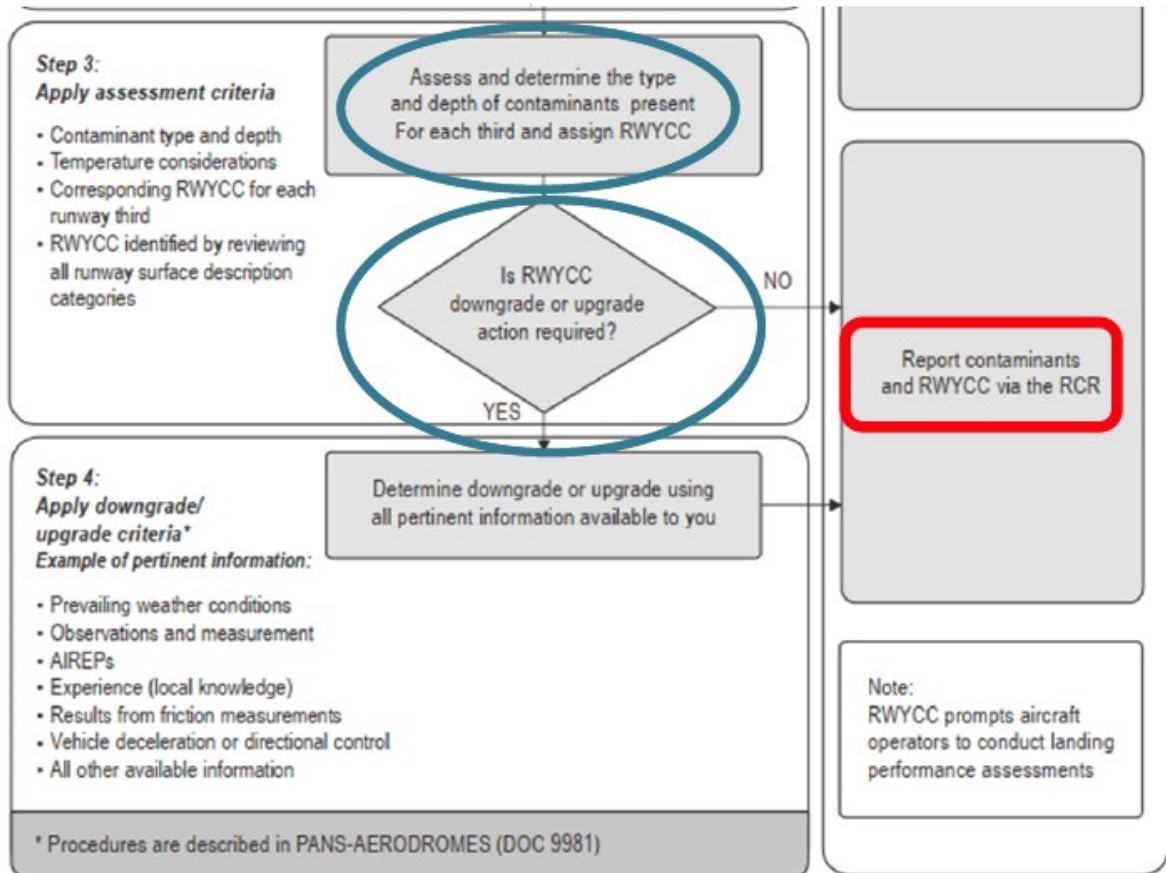 Step 3:
Apply assessment criteria
• Contaminant type and depth
• Temperature considerations
• Corresponding RWYCC for each
runway third
• RWYCC identified by reviewing
all runway surface description
categories
Assess and determine the type
and depth of contaminants present
For each third and assign RWYCC
Is RWYCC
downgrade or upgrade
action required?
NO
YES
Report contaminants
and RWYCC via the RCR
Step 4:
Apply downgrade/
upgrade criteria*
Example of pertinent information:
• Prevailing weather conditions
• Observations and measurement
• AIREPs
• Experience (local knowledge)
• Results from friction measurements
• Vehicle deceleration or directional control
• All other available information
Determine downgrade or upgrade using
all pertinent information available to you
Note:
RWYCC prompts aircraft
operators to conduct landing
performance assessments
* Procedures are described in PANS-AERODROMES (DOC 9981)